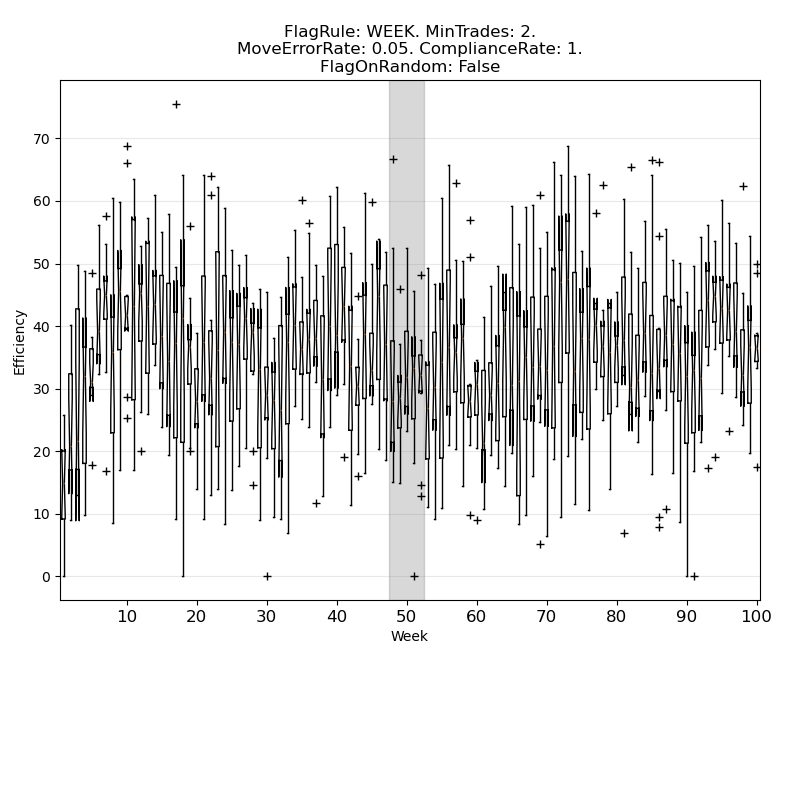 FlagRule: WEEK. MinTrades: 2.
MoveErrorRate: 0.05. ComplianceRate: 1.
FlagOnRandom: False
70
60
50
40
30
20
10
0
Efficiency
10 20 30 40 50 60 70 80 90 100
Week